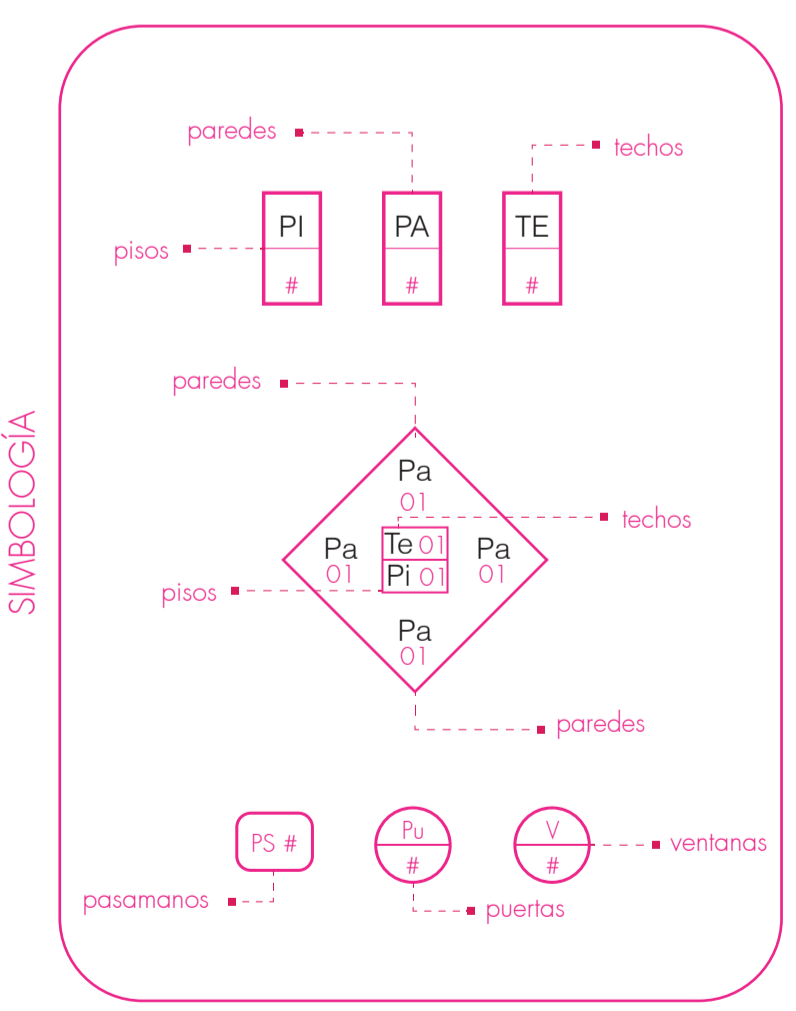 SIMBOLOGÍA
paredes
techos
PI
PA
TE
pisos
#
#
#
paredes
Pa
01
techos
Pa
01
Te 01
Pa
01
Pi 01
pisos
Pa
01
paredes
PS #
Pu
#
V
#
ventanas
pasamanos
puertas